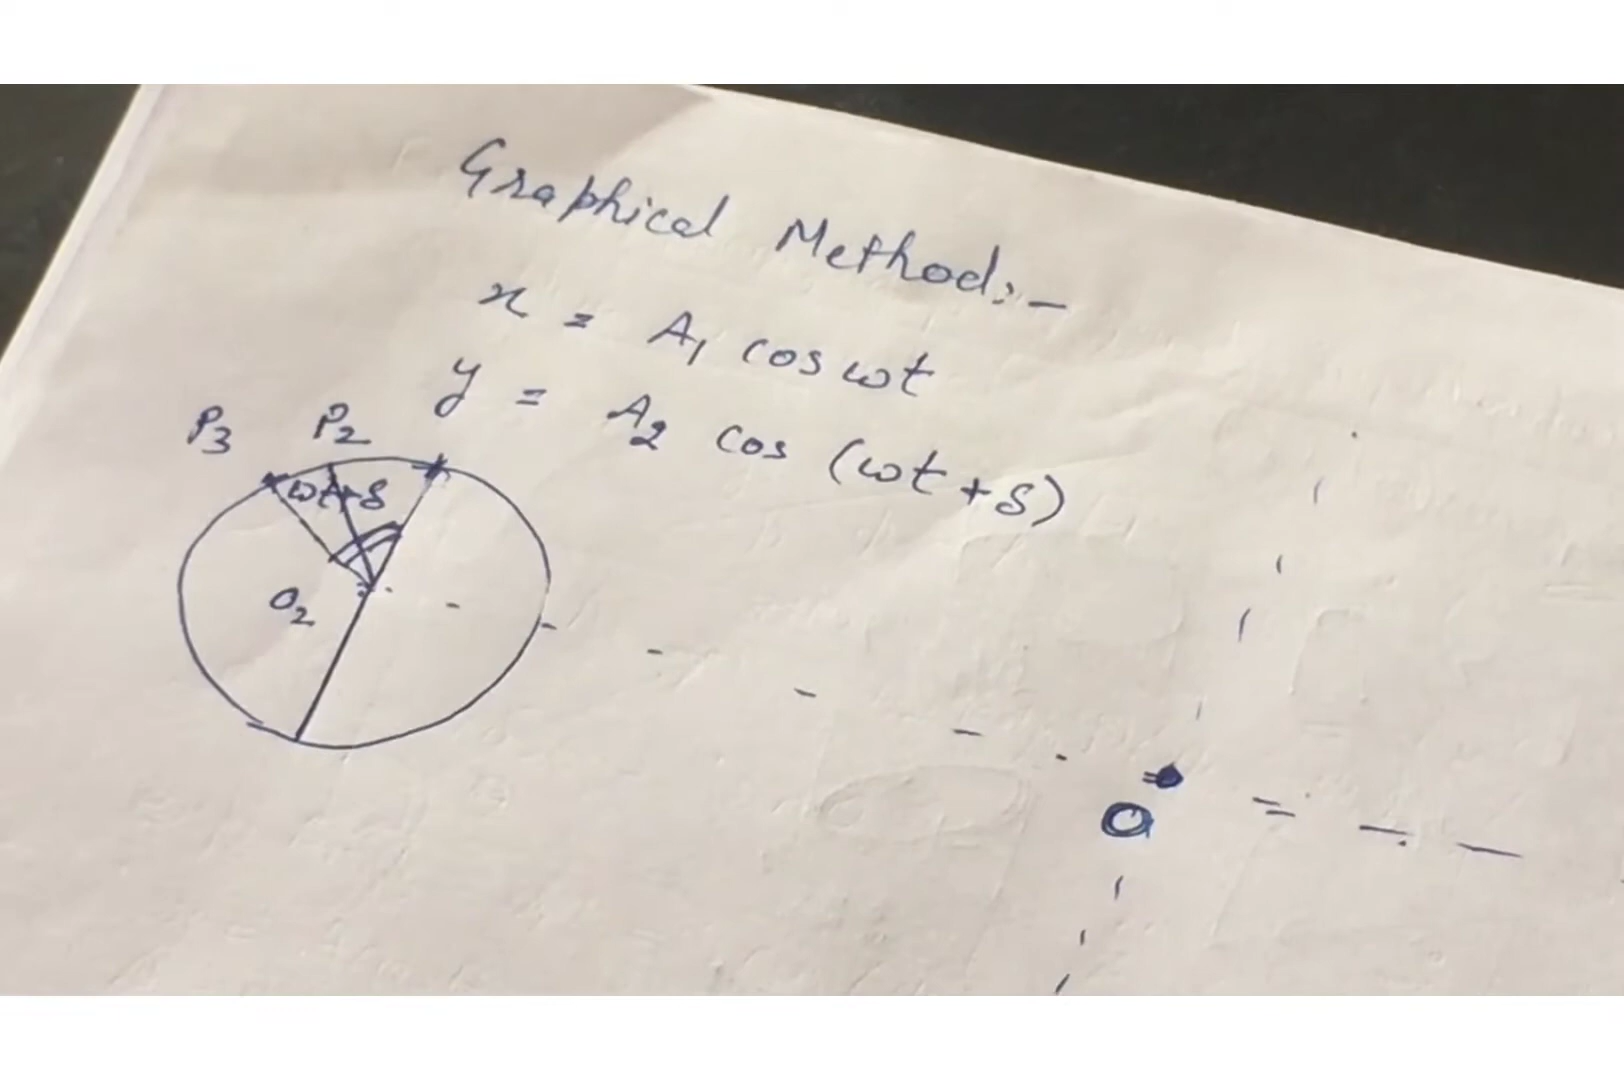 Graphical Method:-
x = A₁ cos ωt
y = A₂ cos (ωt + δ)
P₃ P₂
ωt+δ
O₂
O